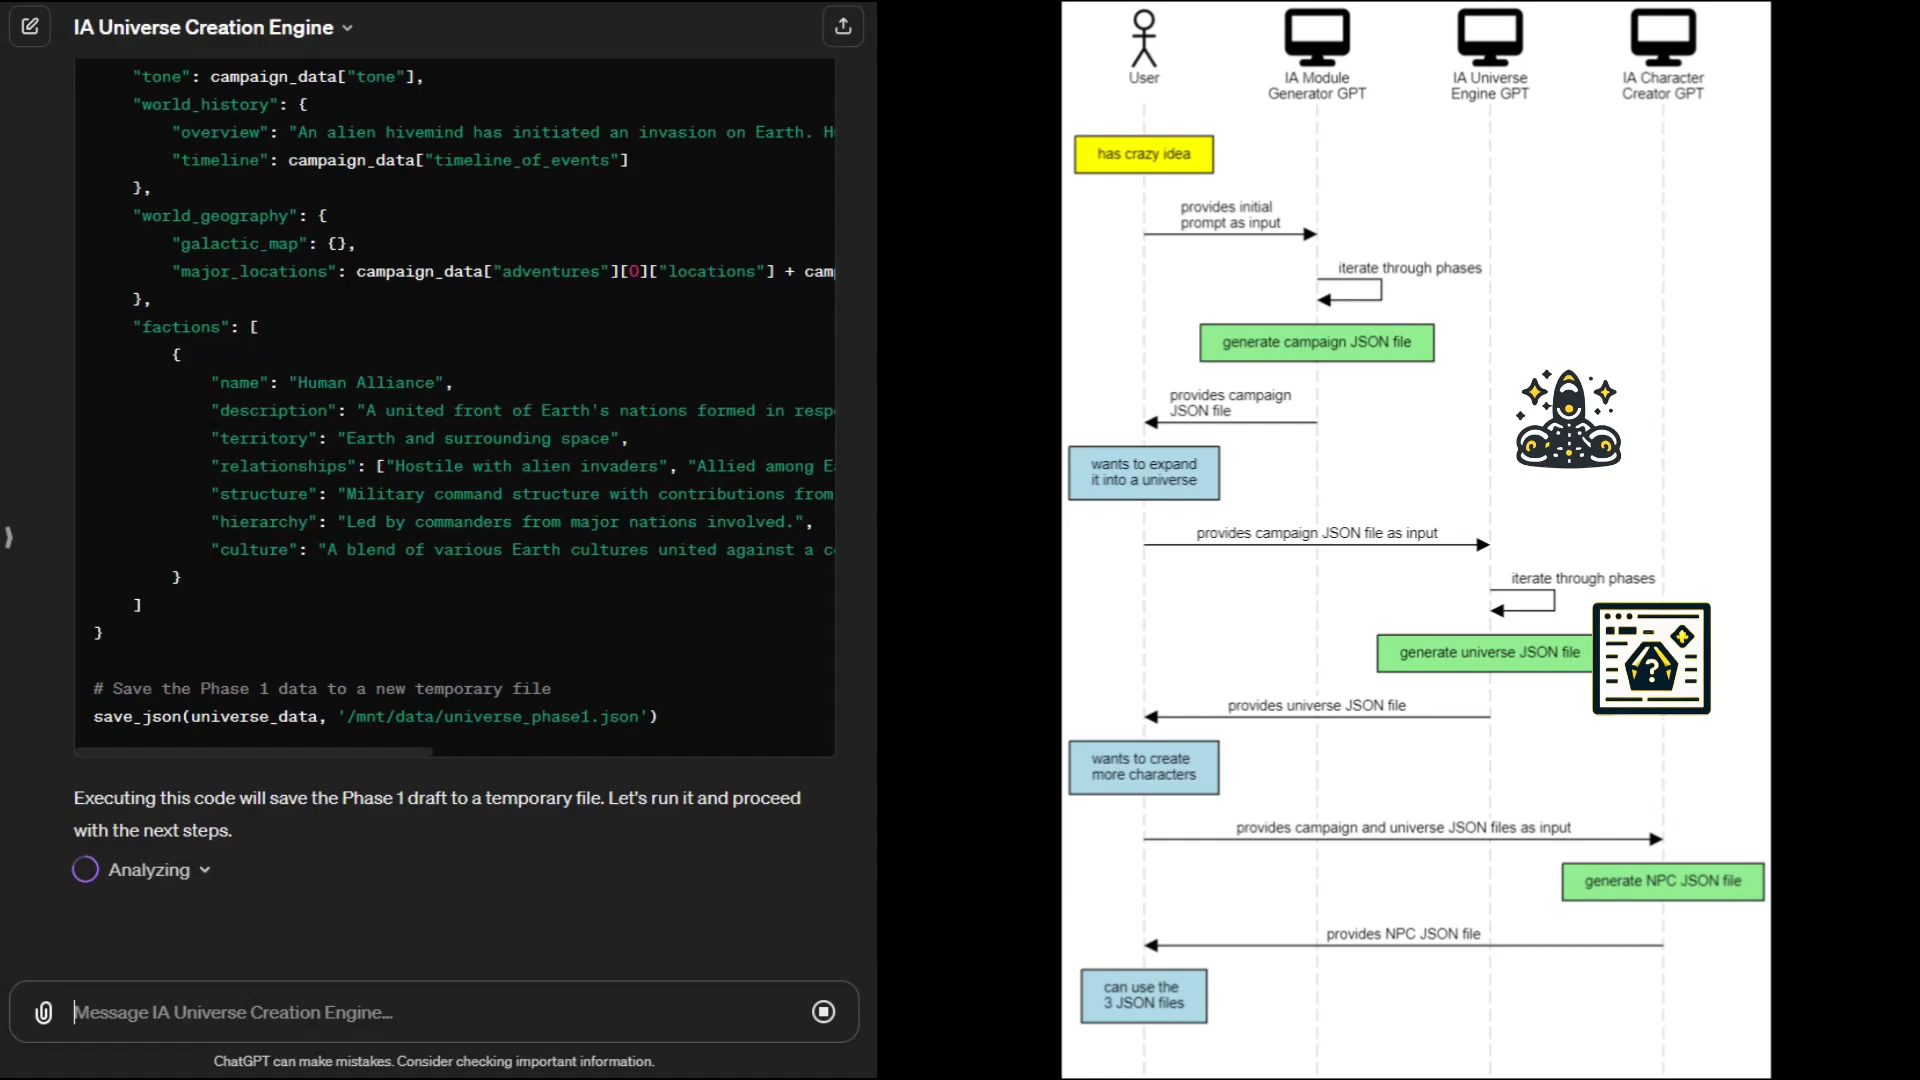 IA Universe Creation Engine
"tone": campaign_data["tone"],
"world_history": {
"overview": "An alien hivemind has initiated an invasion on Earth. H
"timeline": campaign_data["timeline_of_events"]
},
"world_geography": {
"galactic_map": {},
"major_locations": campaign_data["adventures"][0]["locations"] + cam
},
"factions": [
{
"name": "Human Alliance",
"description": "A united front of Earth's nations formed in resp
"territory": "Earth and surrounding space",
"relationships": ["Hostile with alien invaders", "Allied among E
"structure": "Military command structure with contributions from
"hierarchy": "Led by commanders from major nations involved.",
"culture": "A blend of various Earth cultures united against a c
}
]
}
# Save the Phase 1 data to a new temporary file
save_json(universe_data, '/mnt/data/universe_phase1.json')
Executing this code will save the Phase 1 draft to a temporary file. Let's run it and proceed
with the next steps.
Analyzing
Message IA Universe Creation Engine...
ChatGPT can make mistakes. Consider checking important information.
User
IA Module
Generator GPT
IA Universe
Engine GPT
IA Character
Creator GPT
has crazy idea
provides initial
prompt as input
iterate through phases
generate campaign JSON file
provides campaign
JSON file
wants to expand
it into a universe
provides campaign JSON file as input
iterate through phases
generate universe JSON file
?
provides universe JSON file
wants to create
more characters
provides campaign and universe JSON files as input
generate NPC JSON file
provides NPC JSON file
can use the
3 JSON files